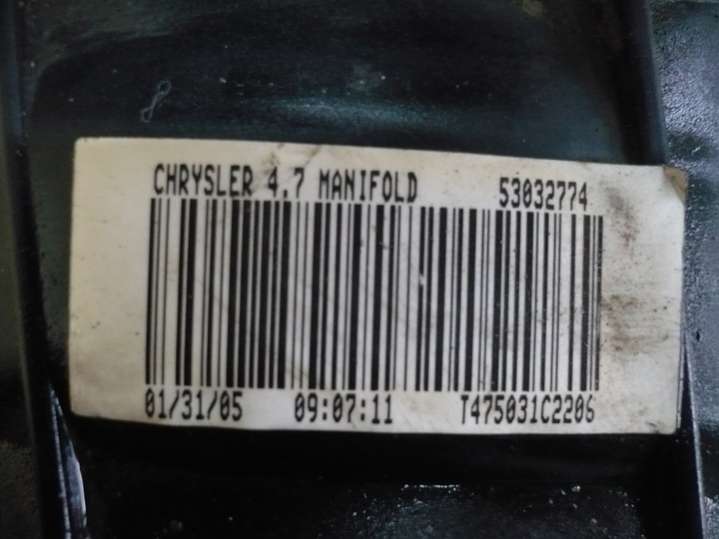 CHRYSLER 4.7 MANIFOLD 53032774
01/31/05 09:07:11 T475031C2206